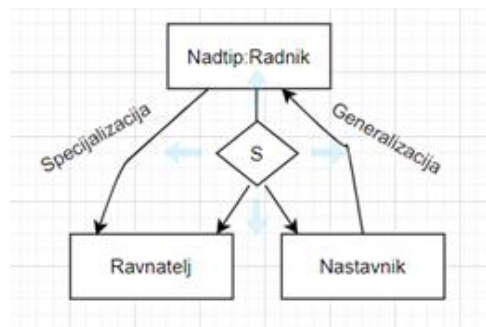 Nadtip:Radnik
Specijalizacija
Generalizacija
S
Ravnatelj
Nastavnik